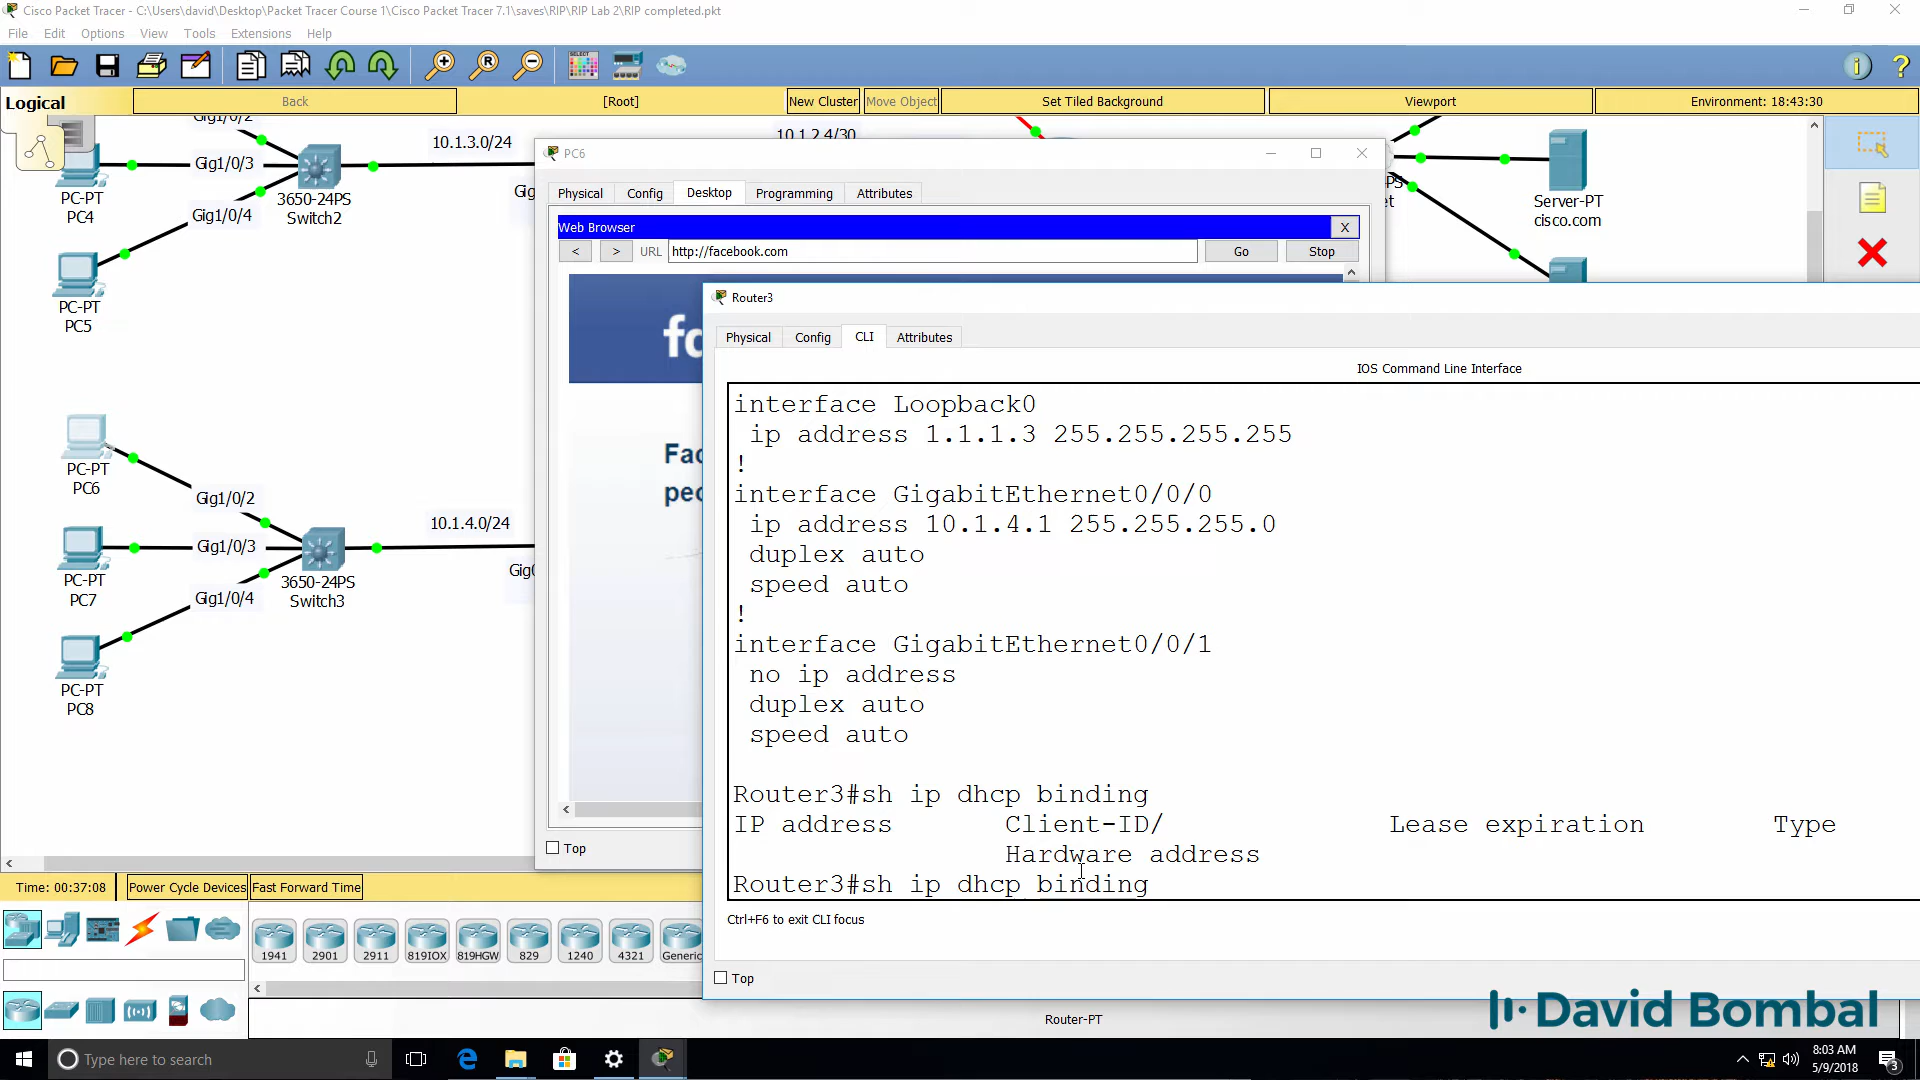 Cisco Packet Tracer - C:\Users\david\Desktop\Packet Tracer Course 1\Cisco Packet Tracer 7.1\saves\RIP\RIP Lab 2\RIP completed.pkt
File Edit Options View Tools Extensions Help
Logical
Back
[Root]
New Cluster
Move Object
Set Tiled Background
Viewport
Environment: 18:43:30
Gig1/0/2
Gig1/0/3
Gig1/0/4
10.1.3.0/24
10.1.2.4/30
PC-PT
PC4
3650-24PS
Switch2
PC-PT
PC5
Server-PT
cisco.com
PC6
Physical Config Desktop Programming Attributes
Web Browser
X
< > URL http://facebook.com Go Stop
PC-PT
PC6
Gig1/0/2
Gig1/0/3
Gig1/0/4
10.1.4.0/24
PC-PT
PC7
3650-24PS
Switch3
PC-PT
PC8
Top
Router3
Physical Config CLI Attributes
IOS Command Line Interface
interface Loopback0
ip address 1.1.1.3 255.255.255.255
!
interface GigabitEthernet0/0/0
ip address 10.1.4.1 255.255.255.0
duplex auto
speed auto
!
interface GigabitEthernet0/0/1
no ip address
duplex auto
speed auto
Router3#sh ip dhcp binding
IP address Client-ID/ Lease expiration Type
Hardware address
Router3#sh ip dhcp binding
Ctrl+F6 to exit CLI focus
Top
Time: 00:37:08
Power Cycle Devices
Fast Forward Time
1941 2901 2911 819IOX 819HGW 829 1240 4321 Generic
Router-PT
David Bombal
Type here to search
8:03 AM
5/9/2018
3